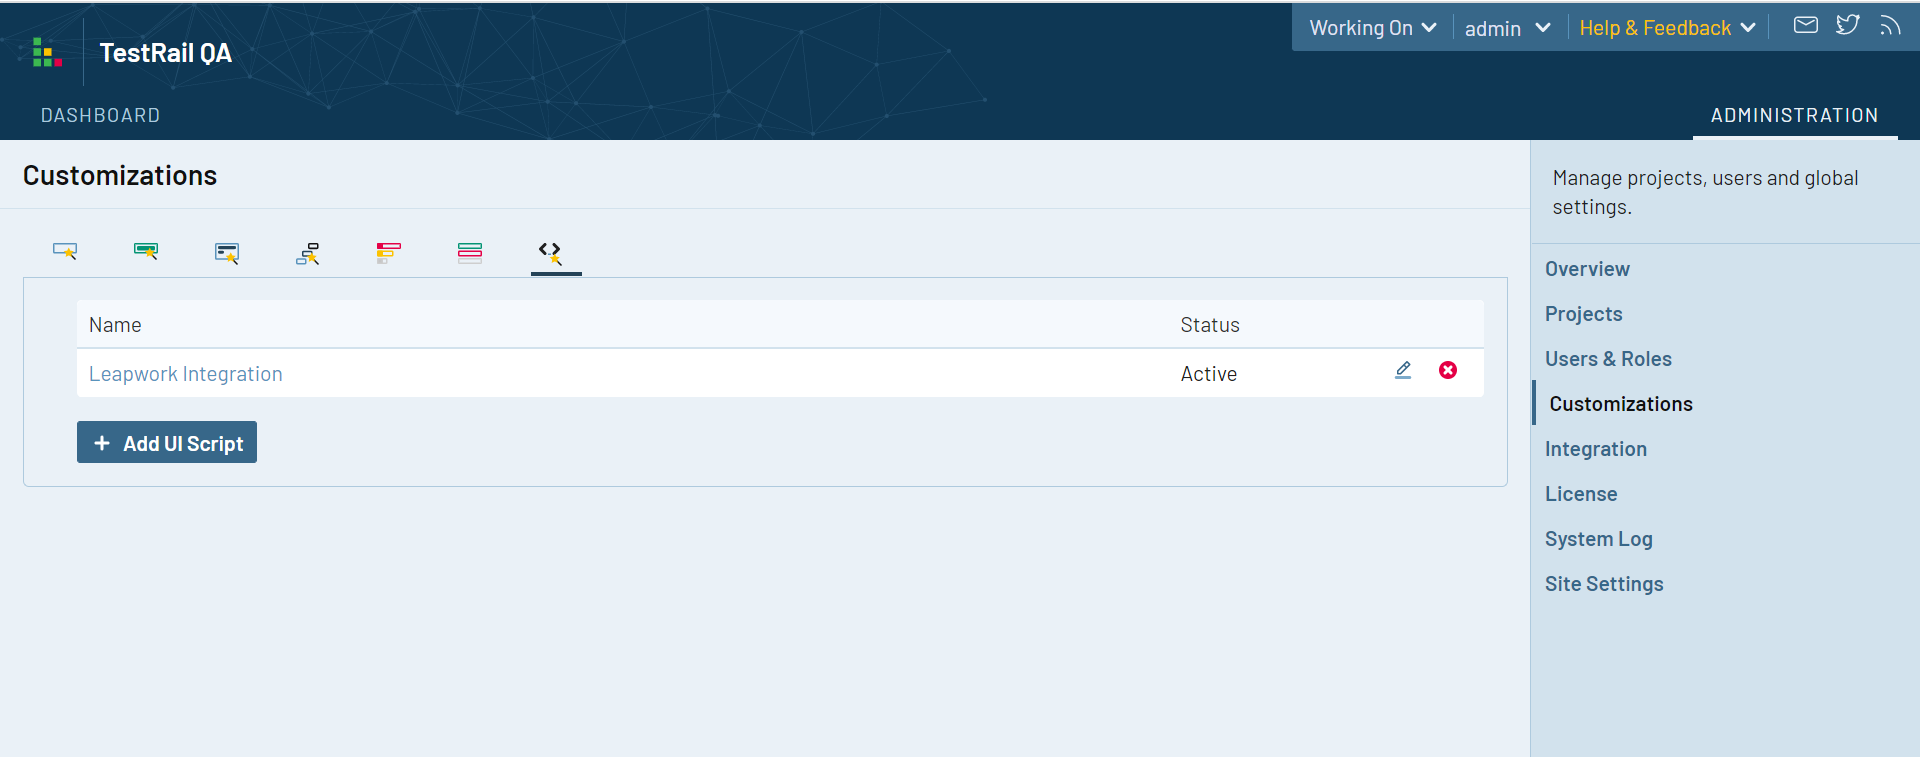 Working On
admin
Help & Feedback
TestRail QA
DASHBOARD
ADMINISTRATION
Customizations
Name
Status
Leapwork Integration
Active
+ Add UI Script
Manage projects, users and global
settings.
Overview
Projects
Users & Roles
Customizations
Integration
License
System Log
Site Settings